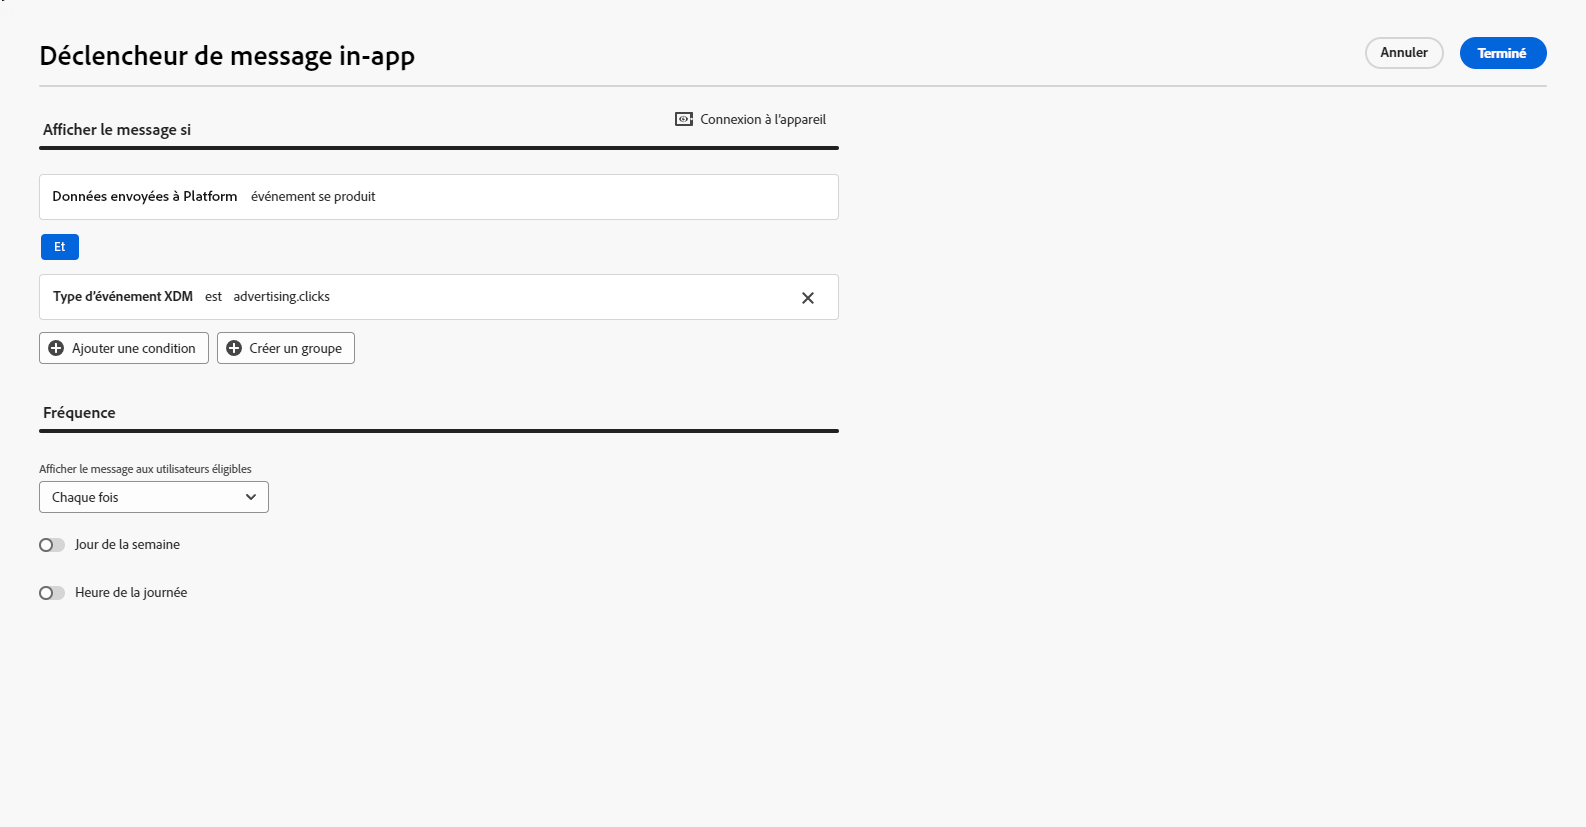 Déclencheur de message in-app
Annuler
Terminé
Afficher le message si
Connexion à l'appareil
Données envoyées à Platform événement se produit
Et
Type d'événement XDM est advertising.clicks
Ajouter une condition
Créer un groupe
Fréquence
Afficher le message aux utilisateurs éligibles
Chaque fois
Jour de la semaine
Heure de la journée